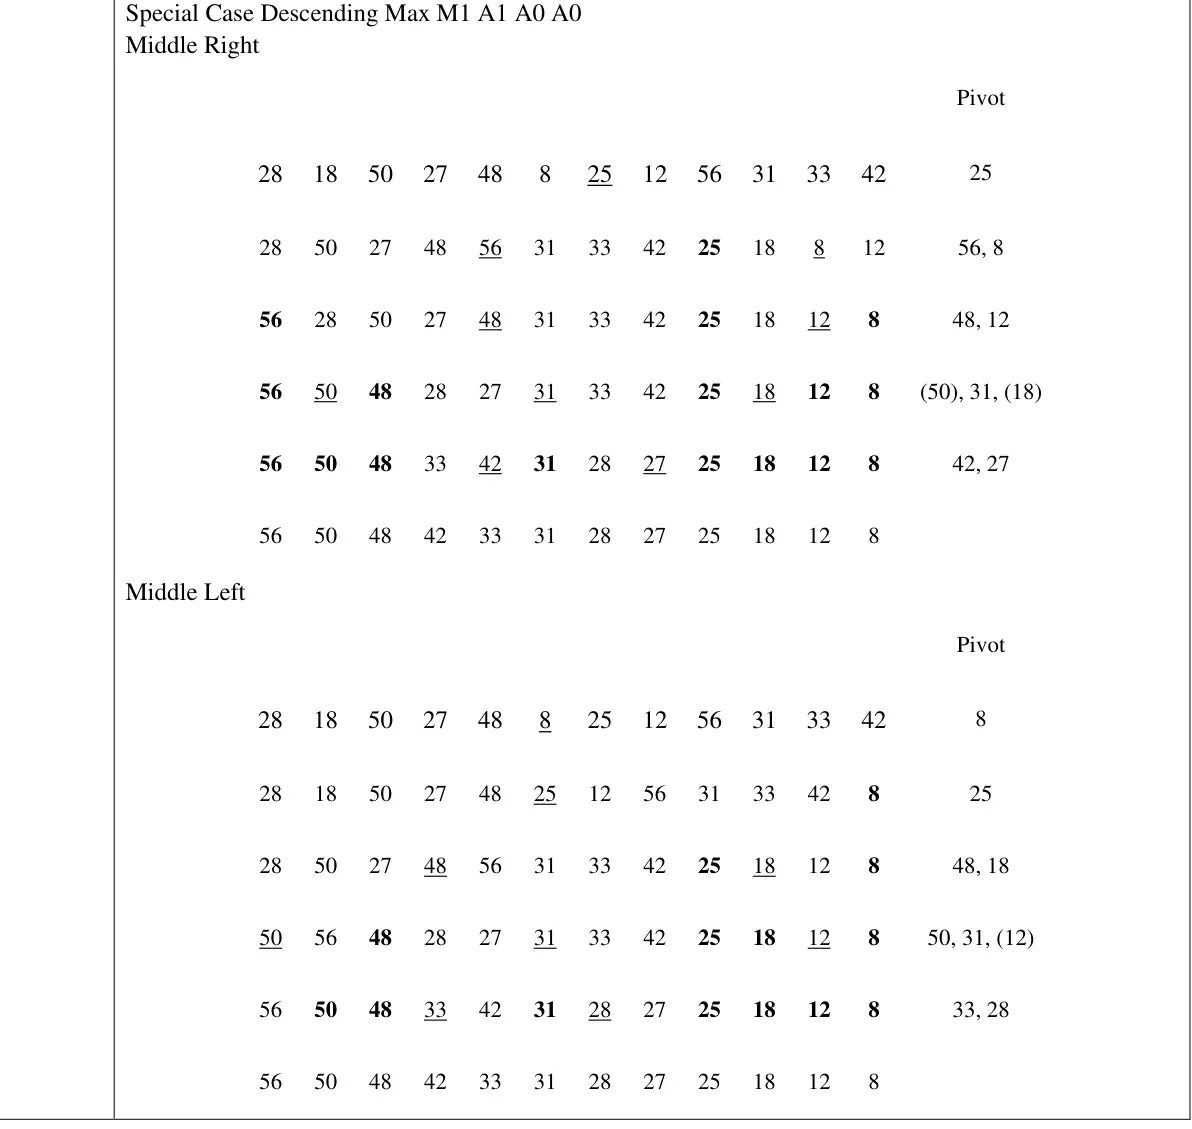 Special Case Descending Max M1 A1 A0 A0
Middle Right
Pivot
28 18 50 27 48 8 25 12 56 31 33 42 25
28 50 27 48 56 31 33 42 25 18 8 12 56, 8
56 28 50 27 48 31 33 42 25 18 12 8 48, 12
56 50 48 28 27 31 33 42 25 18 12 8 (50), 31, (18)
56 50 48 33 42 31 28 27 25 18 12 8 42, 27
56 50 48 42 33 31 28 27 25 18 12 8
Middle Left
Pivot
28 18 50 27 48 8 25 12 56 31 33 42 8
28 18 50 27 48 25 12 56 31 33 42 8 25
28 50 27 48 56 31 33 42 25 18 12 8 48, 18
50 56 48 28 27 31 33 42 25 18 12 8 50, 31, (12)
56 50 48 33 42 31 28 27 25 18 12 8 33, 28
56 50 48 42 33 31 28 27 25 18 12 8